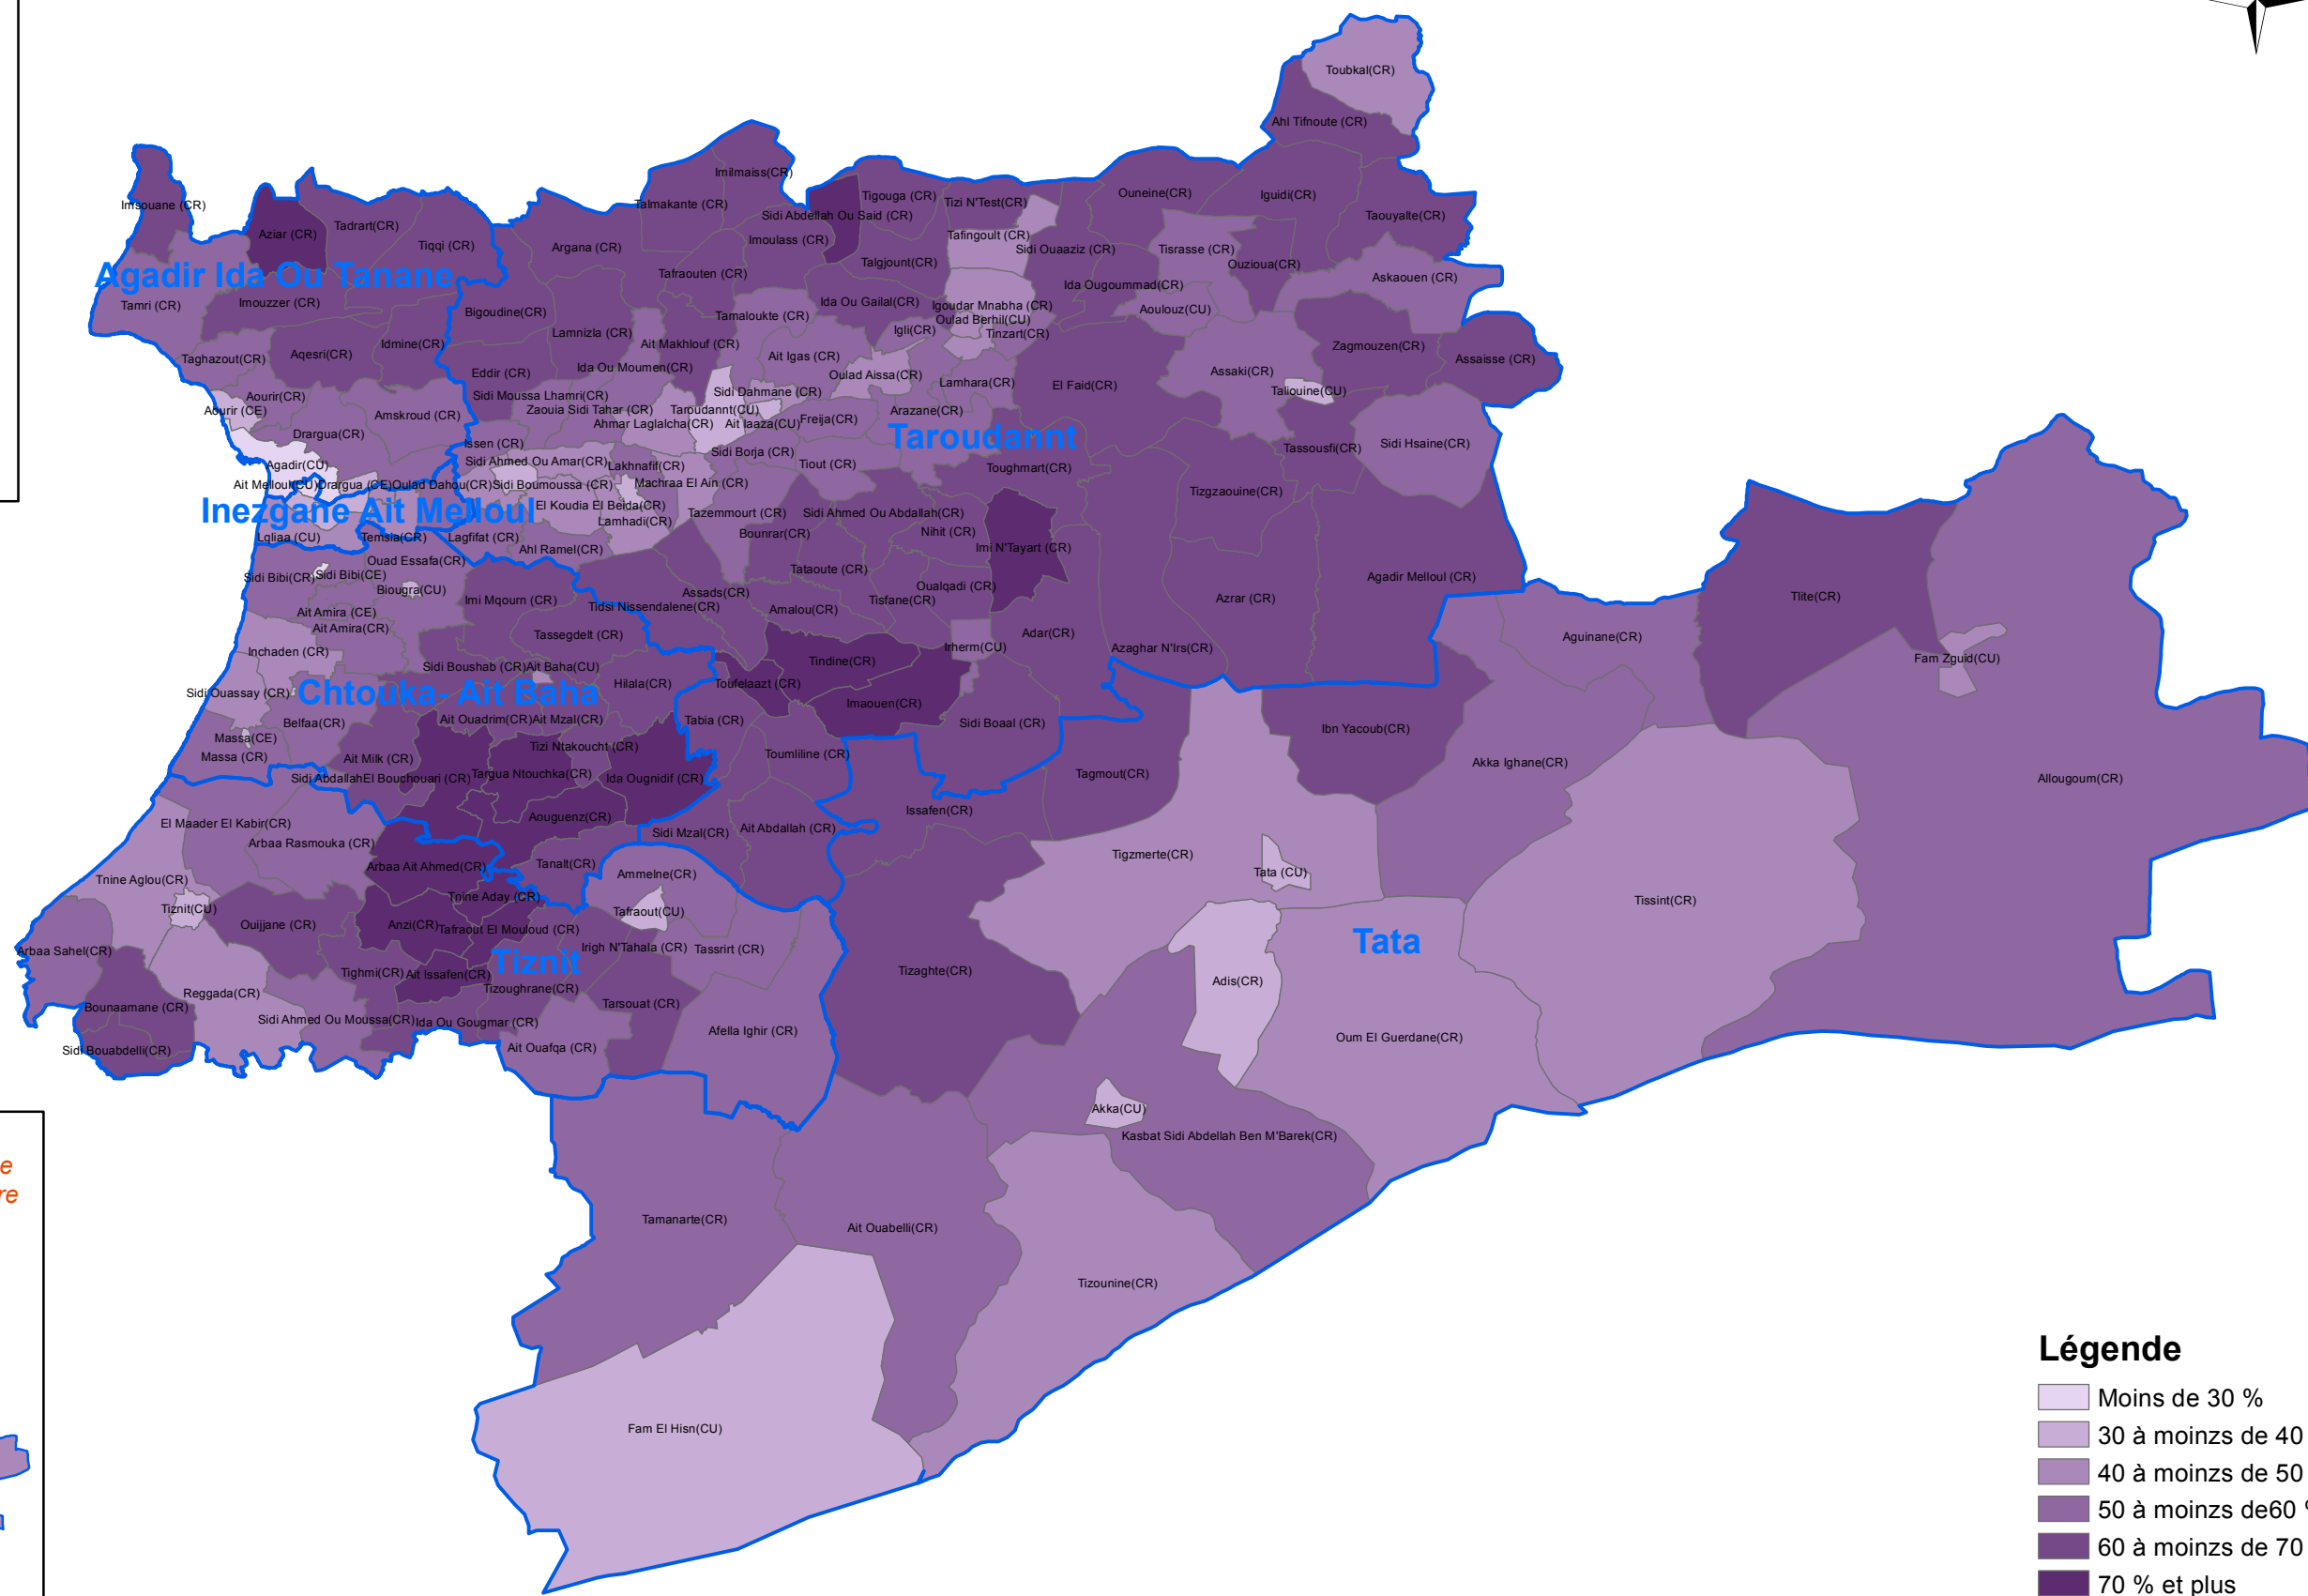 Toubkal(CR)
Ahl Tifnoute (CR)
Imilmaiss(CR)
Imsouane (CR)
Talmakante (CR)
Tigouga (CR)
Tizi N'Test(CR)
Ouneine(CR)
Iguidi(CR)
Aziar (CR)
Tadrart(CR)
Sidi Abdellah Ou Said (CR)
Taouyalte(CR)
Tiqqi (CR)
Argana (CR)
Imoulass (CR)
Tafingoult (CR)
Sidi Ouaaziz (CR)
Tisrasse (CR)
Agadir Ida Ou Tanane
Tafraouten (CR)
Talgjount(CR)
Ouzioua(CR)
Askaouen (CR)
Tamri (CR)
Imouzzer (CR)
Bigoudine(CR)
Tamaloukte (CR)
Ida Ou Gailal(CR)
Igoudar Mnabha (CR)
Ida Ougoummad(CR)
Aoulouz(CU)
Oulad Berhil(CU)
Taghazout(CR)
Aqesri(CR)
Idmine(CR)
Lamnizla (CR)
Ait Makhlouf (CR)
Igli(CR)
Tinzart(CR)
Ait Igas (CR)
Zagmouzen(CR)
Assaisse (CR)
Eddir (CR)
Ida Ou Moumen(CR)
Oulad Aissa(CR)
Lamhara(CR)
El Faid(CR)
Assaki(CR)
Taliouine(CU)
Aourir(CR)
Sidi Moussa Lhamri(CR)
Sidi Dahmane (CR)
Aourir (CE)
Amskroud (CR)
Zaouia Sidi Tahar (CR)
Taroudannt(CU)
Arazane(CR)
Ahmar Laglalcha(CR)
Ait Iaaza(CU)
Freija(CR)
Drargua(CR)
Issen (CR)
Taroudannt
Sidi Hsaine(CR)
Tassousfi(CR)
Agadir(CU)
Sidi Ahmed Ou Amar(CR)
Lakhnafif(CR)
Sidi Borja (CR)
Tiout (CR)
Toughmart(CR)
Ait Melloul(CU)
Drargua (CE)
Oulad Dahou(CR)
Sidi Boumoussa (CR)
Machraa El Ain (CR)
Tizgzaouine(CR)
Inezgane Ait Melloul
El Koudia El Beida(CR)
Lamhadi(CR)
Tazemmourt (CR)
Sidi Ahmed Ou Abdallah(CR)
Lqliaa (CU)
Temsia(CR)
Lagfifat (CR)
Ahl Ramel(CR)
Bounrar(CR)
Nihit (CR)
Imi N'Tayart (CR)
Ouad Essafa(CR)
Sidi Bibi(CR)
Sidi Bibi(CE)
Tataoute (CR)
Agadir Melloul (CR)
Biougra(CU)
Imi Mqourn (CR)
Assads(CR)
Oualqadi (CR)
Tlite(CR)
Ait Amira (CE)
Tidsi Nissendalene(CR)
Amalou(CR)
Tisfane(CR)
Azrar (CR)
Ait Amira(CR)
Tassegdelt (CR)
Adar(CR)
Aguinane(CR)
Inchaden (CR)
Sidi Boushab (CR)
Ait Baha(CU)
Tindine(CR)
Irherm(CU)
Azaghar N'Irs(CR)
Fam Zguid(CU)
Sidi Ouassay (CR)
Chtouka- Ait Baha
Hilala(CR)
Toufelaazt (CR)
Imaouen(CR)
Belfaa(CR)
Ait Ouadrim(CR)
Ait Mzal(CR)
Tabia (CR)
Sidi Boaal (CR)
Ibn Yacoub(CR)
Massa(CE)
Massa (CR)
Ait Milk (CR)
Tizi Ntakoucht (CR)
Toumliline (CR)
Akka Ighane(CR)
Sidi Abdallah El Bouchouari (CR)
Targua Ntouchka(CR)
Ida Ougnidif (CR)
Tagmout(CR)
Allougoum(CR)
El Maader El Kabir(CR)
Aouguenz(CR)
Issafen(CR)
Arbaa Rasmouka (CR)
Sidi Mzal(CR)
Ait Abdallah (CR)
Tigzmerte(CR)
Arbaa Ait Ahmed(CR)
Tanalt(CR)
Tnine Aglou(CR)
Ammelne(CR)
Tata (CU)
Tiznit(CU)
Tnine Aday (CR)
Tafraout(CU)
Tissint(CR)
Ouijjane (CR)
Anzi(CR)
Tafraout El Mouloud (CR)
Arbaa Sahel(CR)
Irigh N'Tahala (CR)
Tassrirt (CR)
Tata
Tiznit
Tighmi(CR)
Ait Issafen(CR)
Tizaghte(CR)
Adis(CR)
Reggada(CR)
Tizoughrane(CR)
Tarsouat (CR)
Bounaamane (CR)
Sidi Ahmed Ou Moussa(CR)
Ida Ou Gougmar (CR)
Afella Ighir (CR)
Oum El Guerdane(CR)
Sidi Bouabdelli(CR)
Ait Ouafqa (CR)
Akka(CU)
Kasbat Sidi Abdellah Ben M'Barek(CR)
e
re
Tamanarte(CR)
Ait Ouabelli(CR)
Tizounine(CR)
Fam El Hisn(CU)
Légende
Moins de 30 %
30 à moinzs de 40
40 à moinzs de 50
50 à moinzs de60
60 à moinzs de 70
70 % et plus